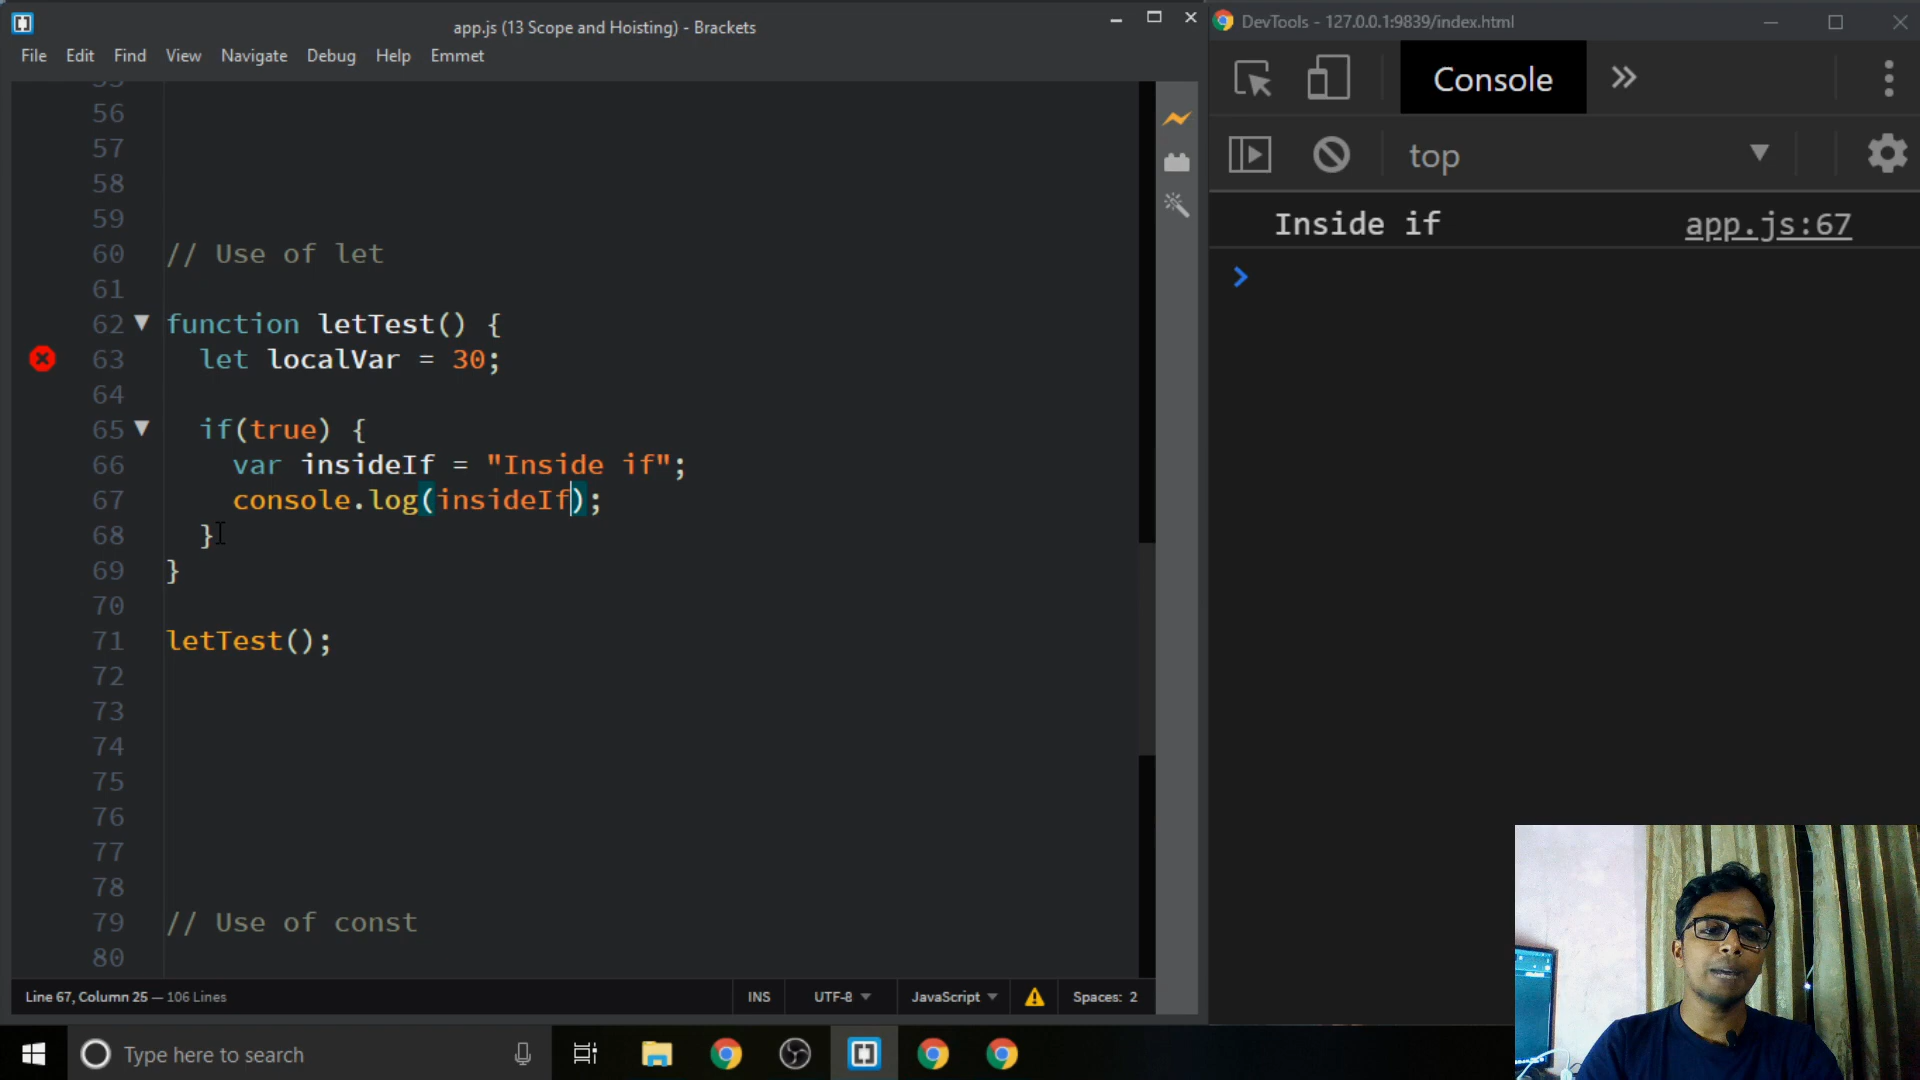 app.js (13 Scope and Hoisting) - Brackets
File Edit Find View Navigate Debug Help Emmet
56
57
58
59
60 // Use of let
61
62 function letTest() {
63 let localVar = 30;
64
65 if(true) {
66 var insideIf = "Inside if";
67 console.log(insideIf);
68 }
69 }
70
71 letTest();
72
73
74
75
76
77
78
79 // Use of const
80
Line 67, Column 25 — 106 Lines
INS UTF-8 JavaScript Spaces: 2
DevTools - 127.0.0.1:9839/index.html
Console
top
Inside if app.js:67
Type here to search